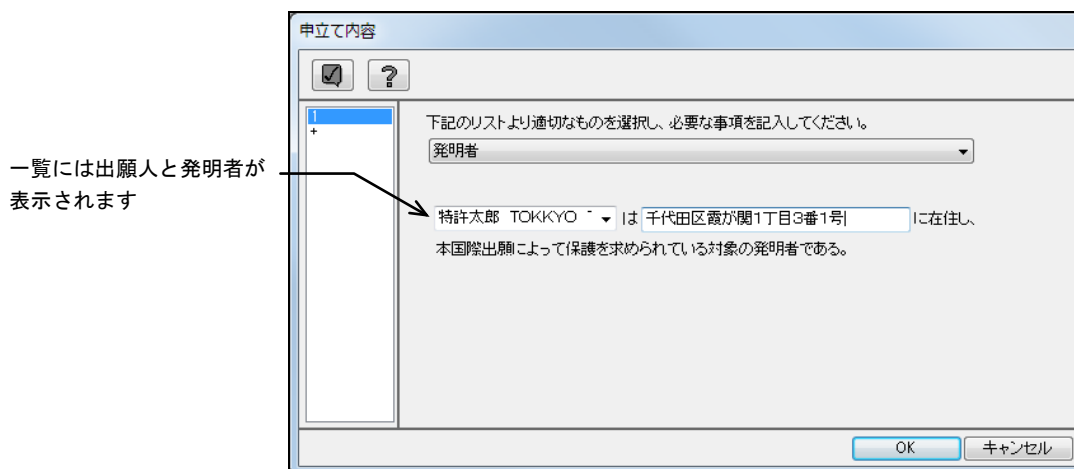 申立て内容
1
+
下記のリストより適切なものを選択し、必要な事項を記入してください。
発明者
一覧には出願人と発明者が
表示されます
特許太郎 TOKKYO は 千代田区霞が関1丁目3番1号 に在住し、
本国際出願によって保護を求められている対象の発明者である。
OK キャンセル